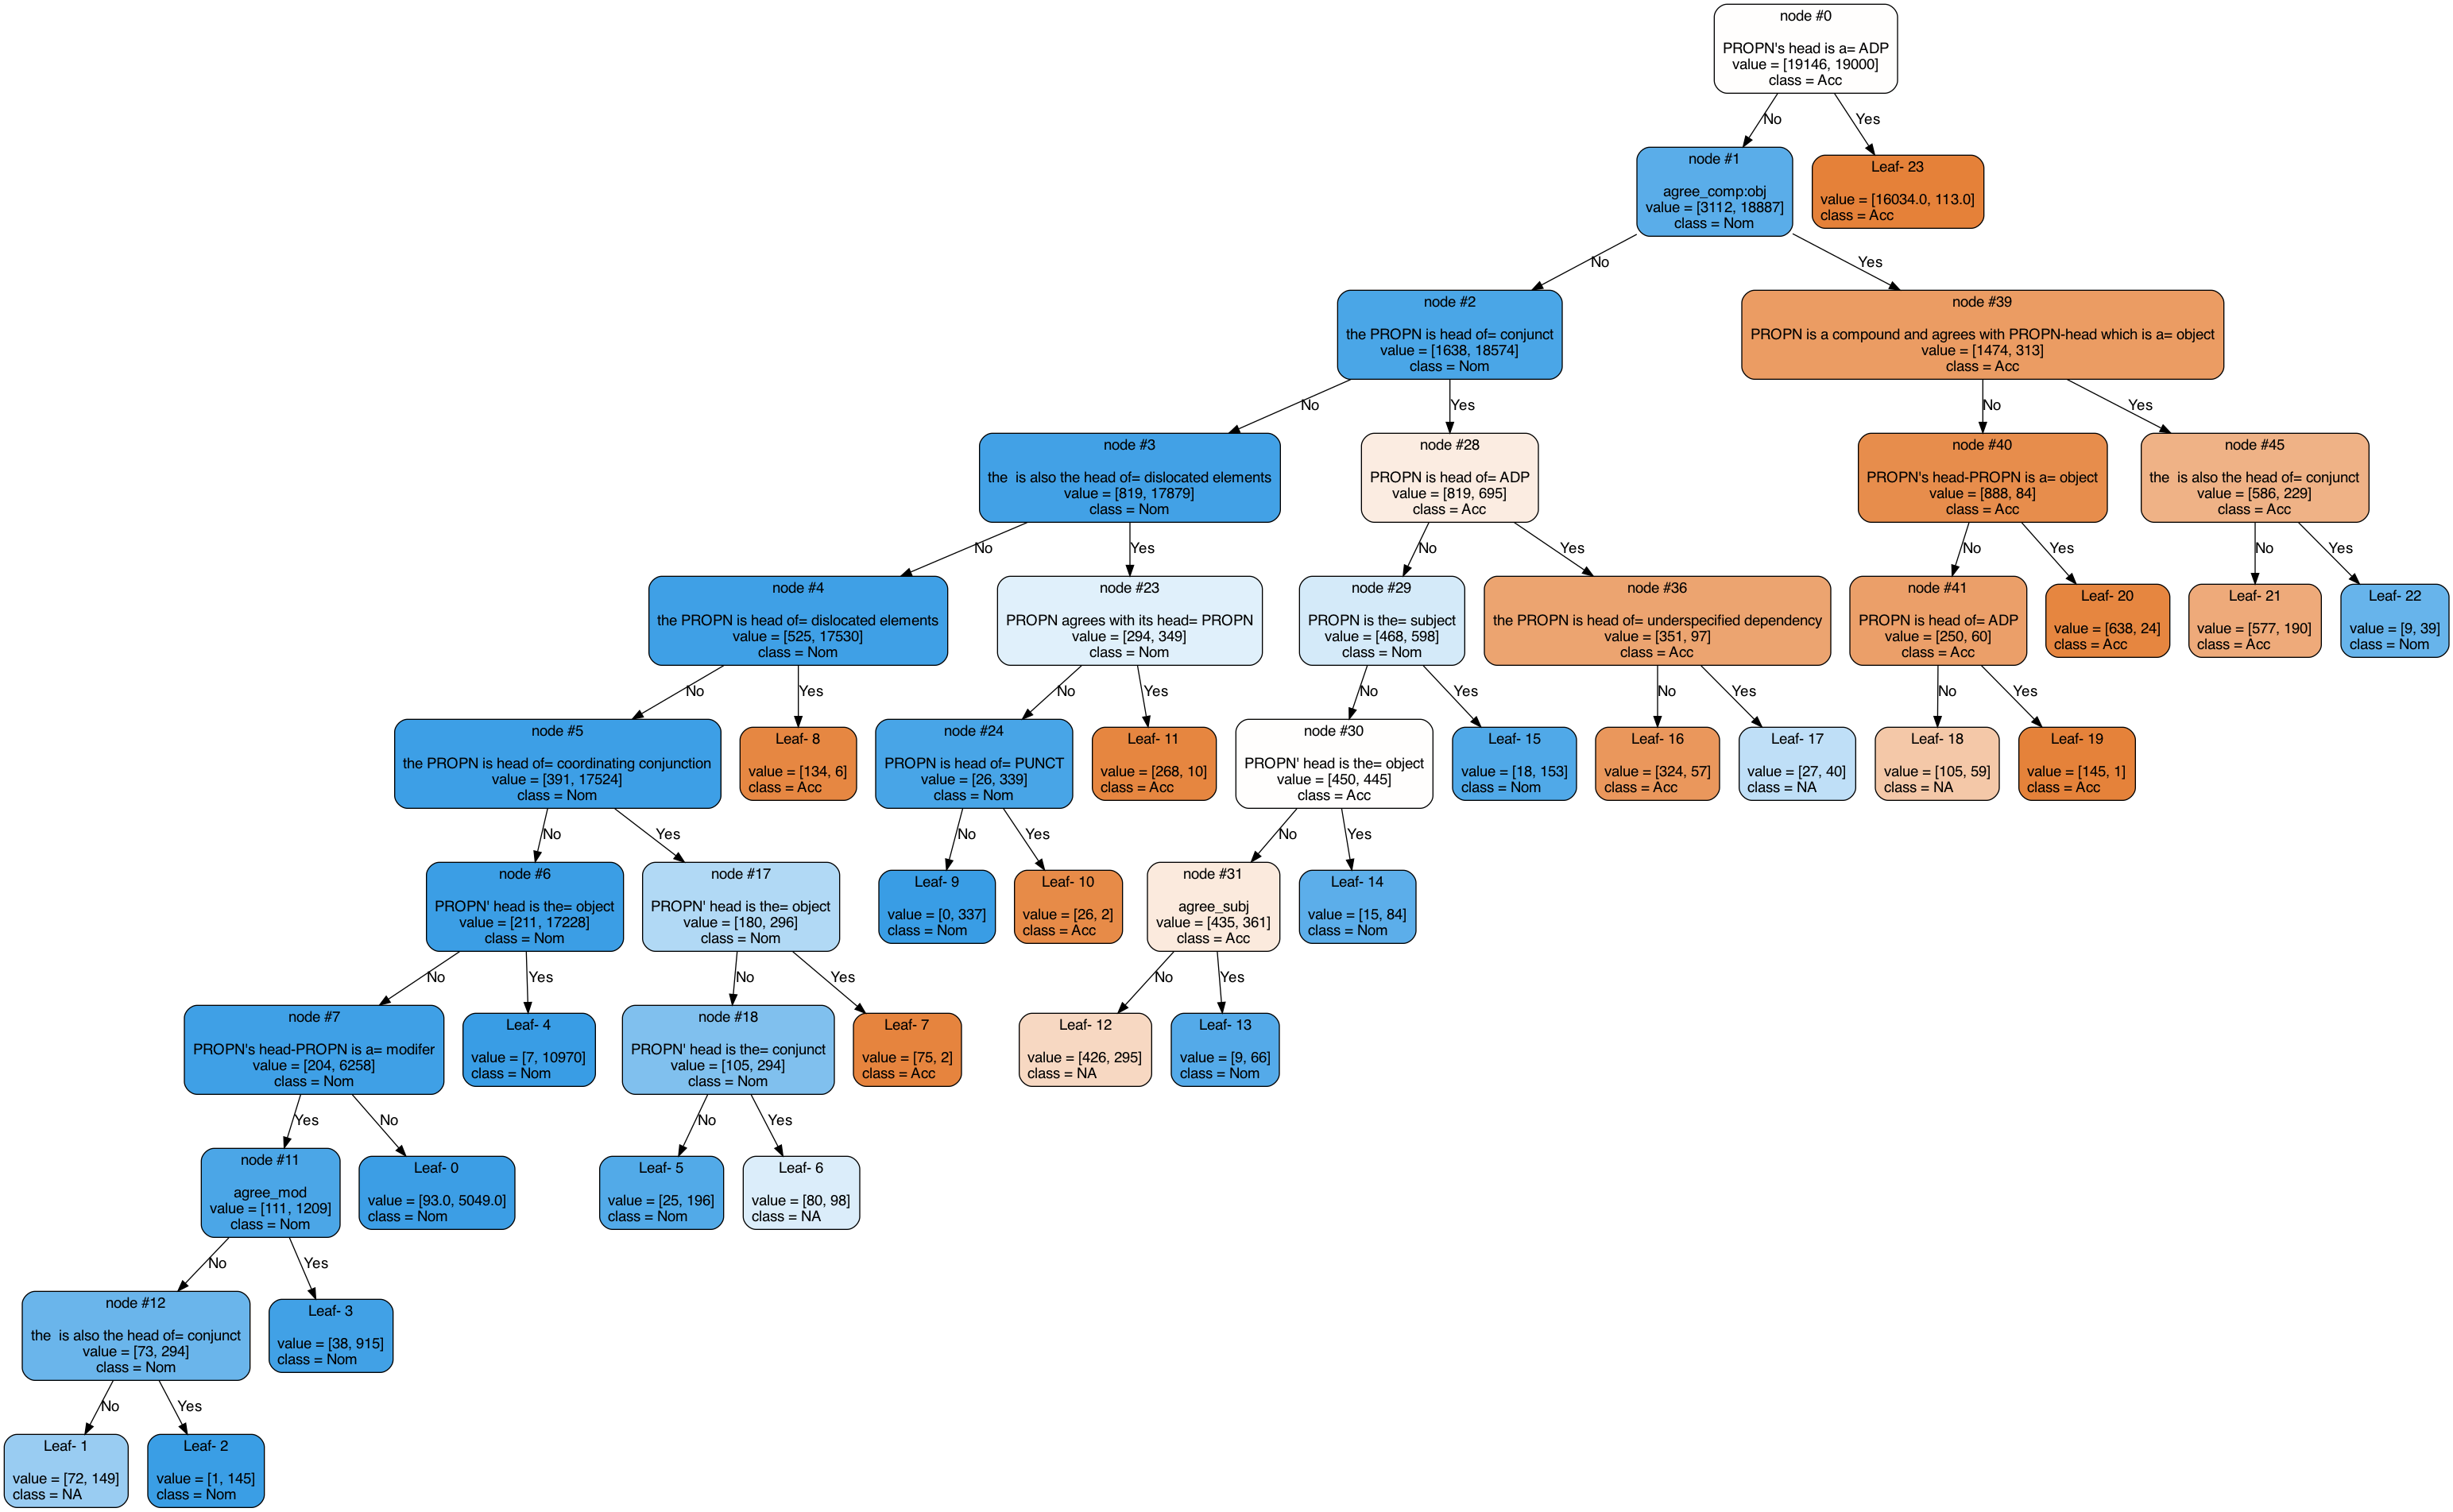 node #0
PROPN's head is a= ADP
value = [19146, 19000]
class = Acc
No
Yes
node #1
agree_comp:obj
value = [3112, 18887]
class = Nom
Leaf- 23
value = [16034.0, 113.0]
class = Acc
No
Yes
node #2
the PROPN is head of= conjunct
value = [1638, 18574]
class = Nom
node #39
PROPN is a compound and agrees with PROPN-head which is a= object
value = [1474, 313]
class = Acc
No
Yes
No
Yes
node #3
the  is also the head of= dislocated elements
value = [819, 17879]
class = Nom
node #28
PROPN is head of= ADP
value = [819, 695]
class = Acc
node #40
PROPN's head-PROPN is a= object
value = [888, 84]
class = Acc
node #45
the  is also the head of= conjunct
value = [586, 229]
class = Acc
No
Yes
No
Yes
No
Yes
No
Yes
node #4
the PROPN is head of= dislocated elements
value = [525, 17530]
class = Nom
node #23
PROPN agrees with its head= PROPN
value = [294, 349]
class = Nom
node #29
PROPN is the= subject
value = [468, 598]
class = Nom
node #36
the PROPN is head of= underspecified dependency
value = [351, 97]
class = Acc
node #41
PROPN is head of= ADP
value = [250, 60]
class = Acc
Leaf- 20
value = [638, 24]
class = Acc
Leaf- 21
value = [577, 190]
class = Acc
Leaf- 22
value = [9, 39]
class = Nom
No
Yes
No
Yes
No
Yes
No
Yes
No
Yes
node #5
the PROPN is head of= coordinating conjunction
value = [391, 17524]
class = Nom
Leaf- 8
value = [134, 6]
class = Acc
node #24
PROPN is head of= PUNCT
value = [26, 339]
class = Nom
Leaf- 11
value = [268, 10]
class = Acc
node #30
PROPN' head is the= object
value = [450, 445]
class = Acc
Leaf- 15
value = [18, 153]
class = Nom
Leaf- 16
value = [324, 57]
class = Acc
Leaf- 17
value = [27, 40]
class = NA
Leaf- 18
value = [105, 59]
class = NA
Leaf- 19
value = [145, 1]
class = Acc
No
Yes
No
Yes
No
Yes
node #6
PROPN' head is the= object
value = [211, 17228]
class = Nom
node #17
PROPN' head is the= object
value = [180, 296]
class = Nom
Leaf- 9
value = [0, 337]
class = Nom
Leaf- 10
value = [26, 2]
class = Acc
node #31
agree_subj
value = [435, 361]
class = Acc
Leaf- 14
value = [15, 84]
class = Nom
No
Yes
No
Yes
No
Yes
node #7
PROPN's head-PROPN is a= modifer
value = [204, 6258]
class = Nom
Leaf- 4
value = [7, 10970]
class = Nom
node #18
PROPN' head is the= conjunct
value = [105, 294]
class = Nom
Leaf- 7
value = [75, 2]
class = Acc
Leaf- 12
value = [426, 295]
class = NA
Leaf- 13
value = [9, 66]
class = Nom
Yes
No
No
Yes
node #11
agree_mod
value = [111, 1209]
class = Nom
Leaf- 0
value = [93.0, 5049.0]
class = Nom
Leaf- 5
value = [25, 196]
class = Nom
Leaf- 6
value = [80, 98]
class = NA
No
Yes
node #12
the  is also the head of= conjunct
value = [73, 294]
class = Nom
Leaf- 3
value = [38, 915]
class = Nom
No
Yes
Leaf- 1
value = [72, 149]
class = NA
Leaf- 2
value = [1, 145]
class = Nom